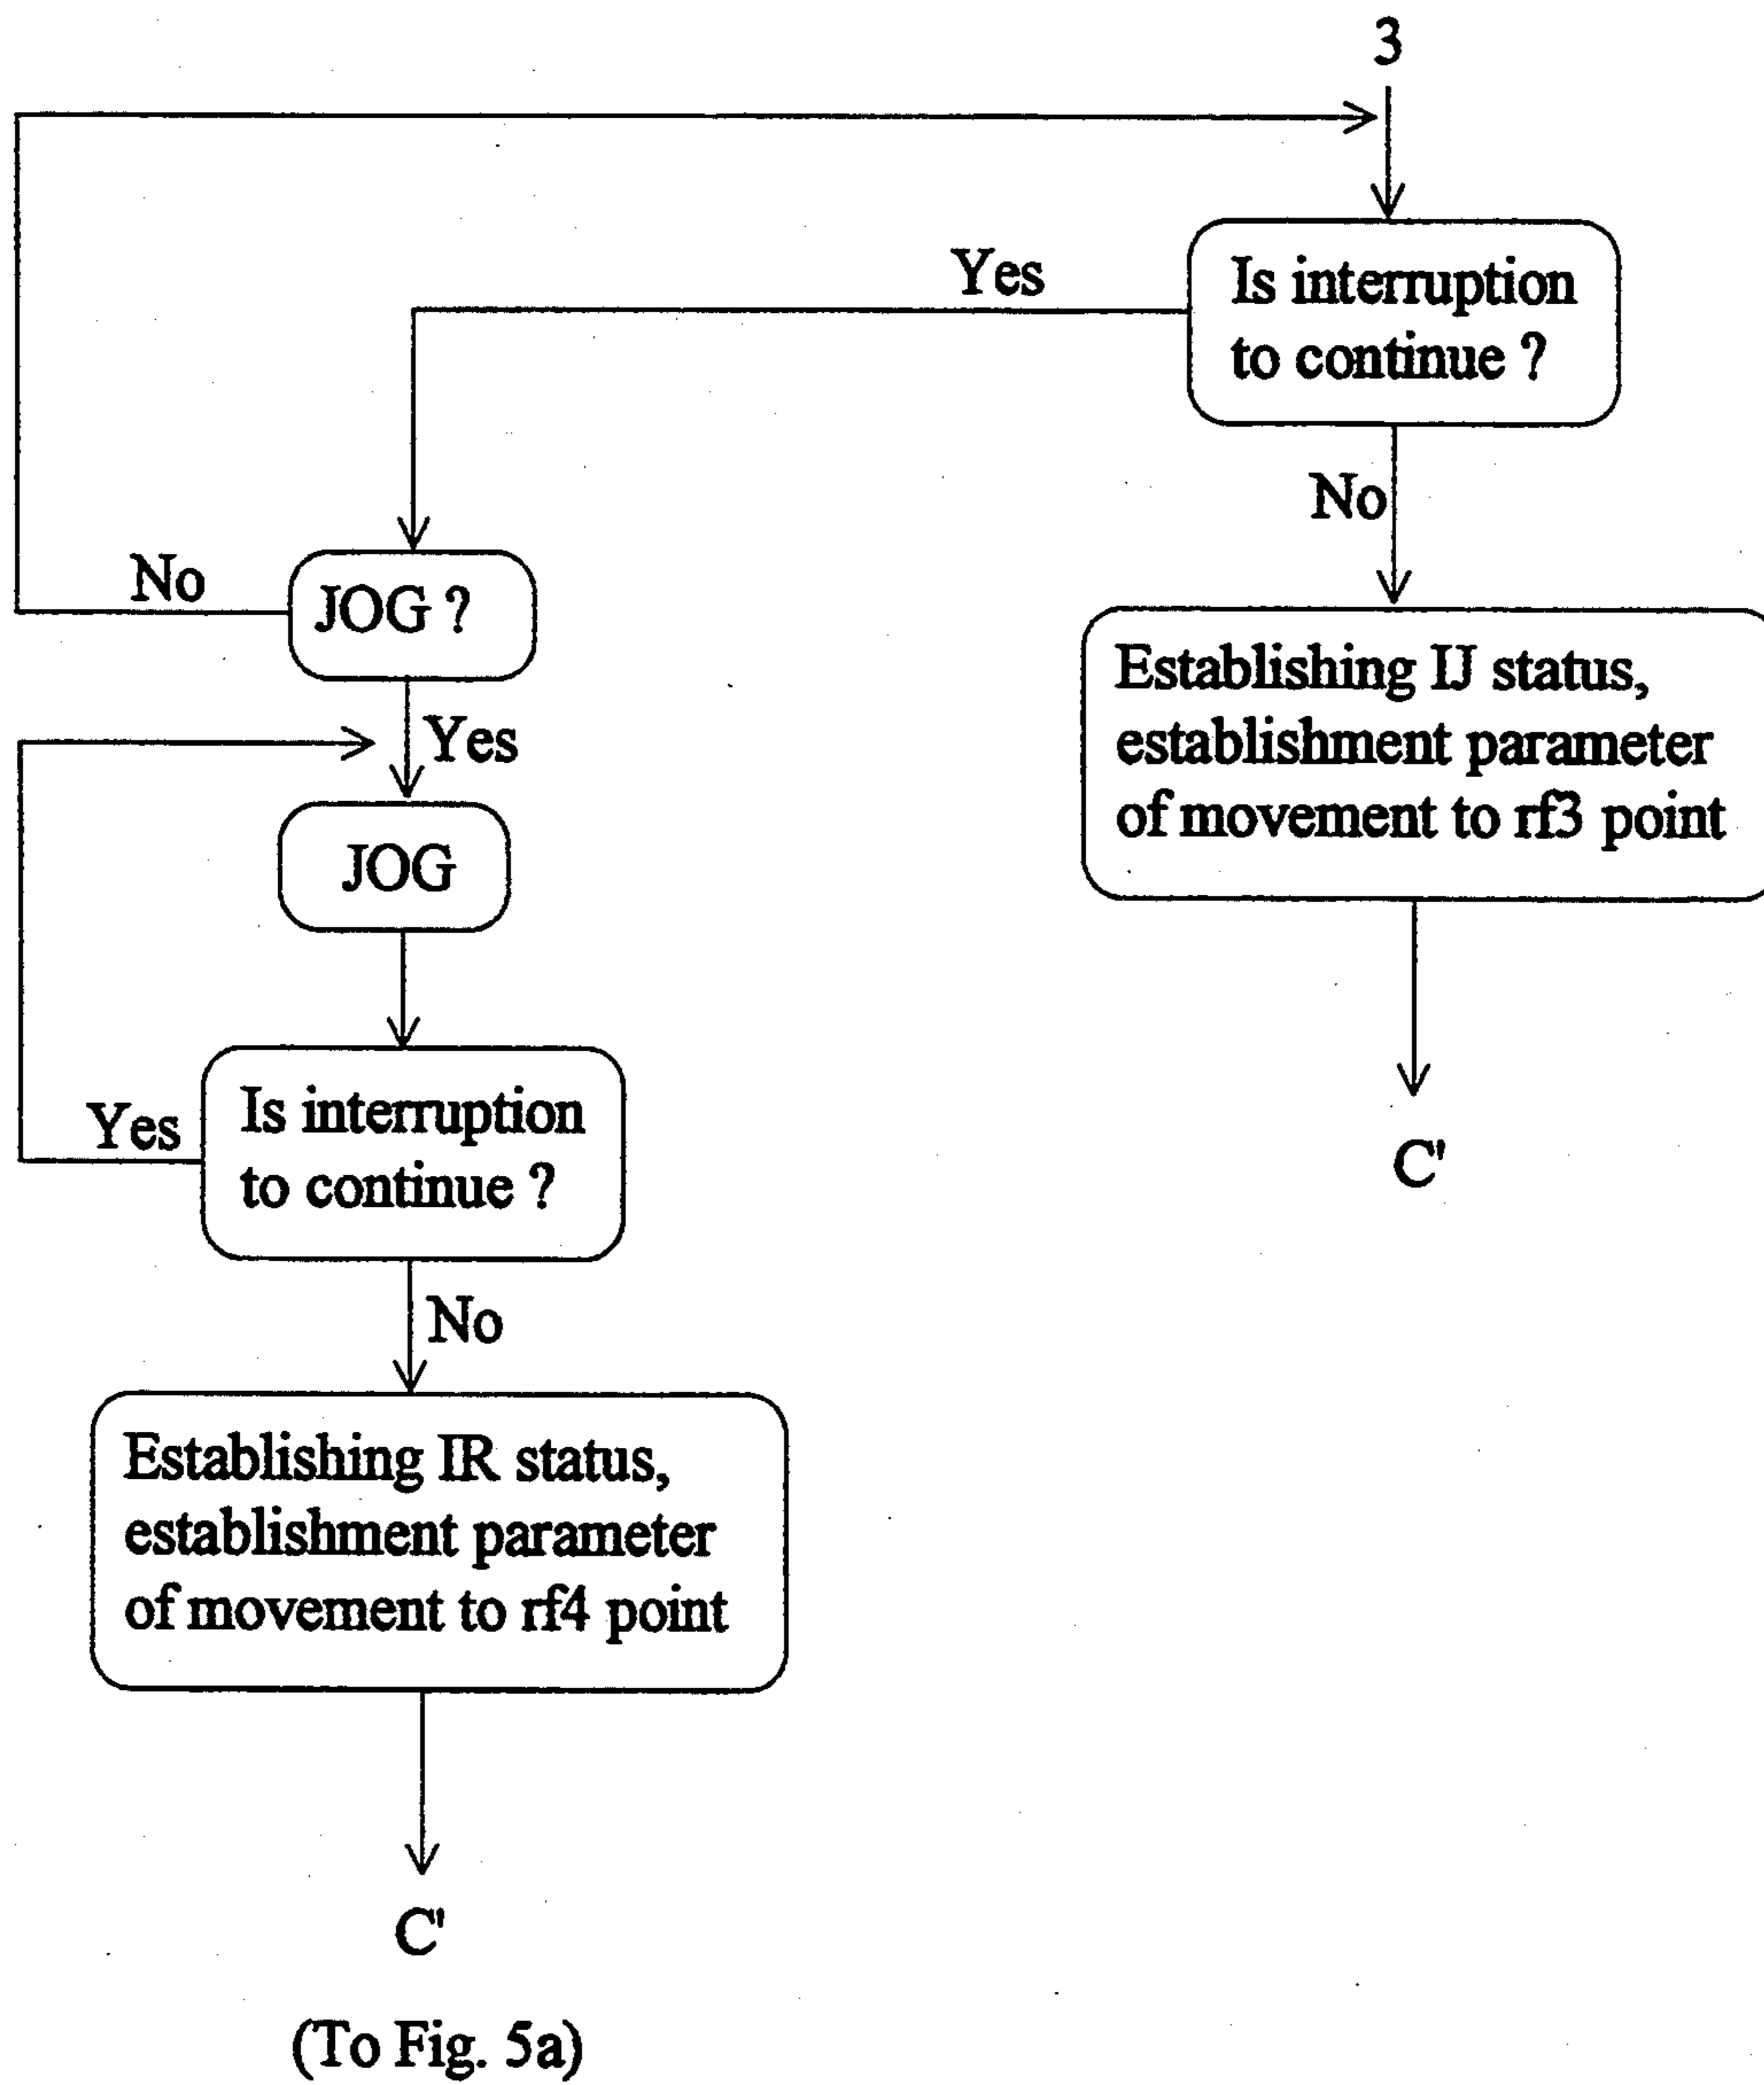 3
Yes
Is interruption
to continue ?
No
No
JOG ?
Establishing IJ status,
establishment parameter
of movement to rf3 point
Yes
JOG
C'
Yes
Is interruption
to continue ?
No
Establishing IR status,
establishment parameter
of movement to rf4 point
C'
(To Fig. 5a)